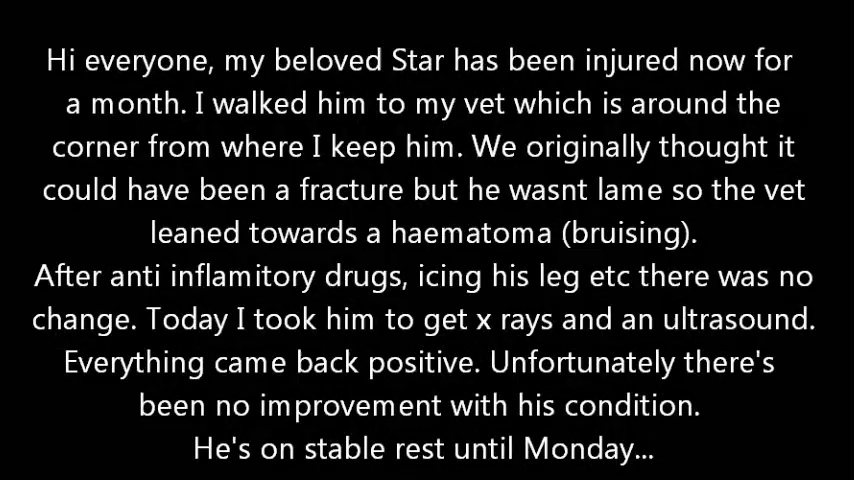 Hi everyone, my beloved Star has been injured now for
a month. I walked him to my vet which is around the
corner from where I keep him. We originally thought it
could have been a fracture but he wasnt lame so the vet
leaned towards a haematoma (bruising).
After anti inflamitory drugs, icing his leg etc there was no
change. Today I took him to get x rays and an ultrasound.
Everything came back positive. Unfortunately there's
been no improvement with his condition.
He's on stable rest until Monday...